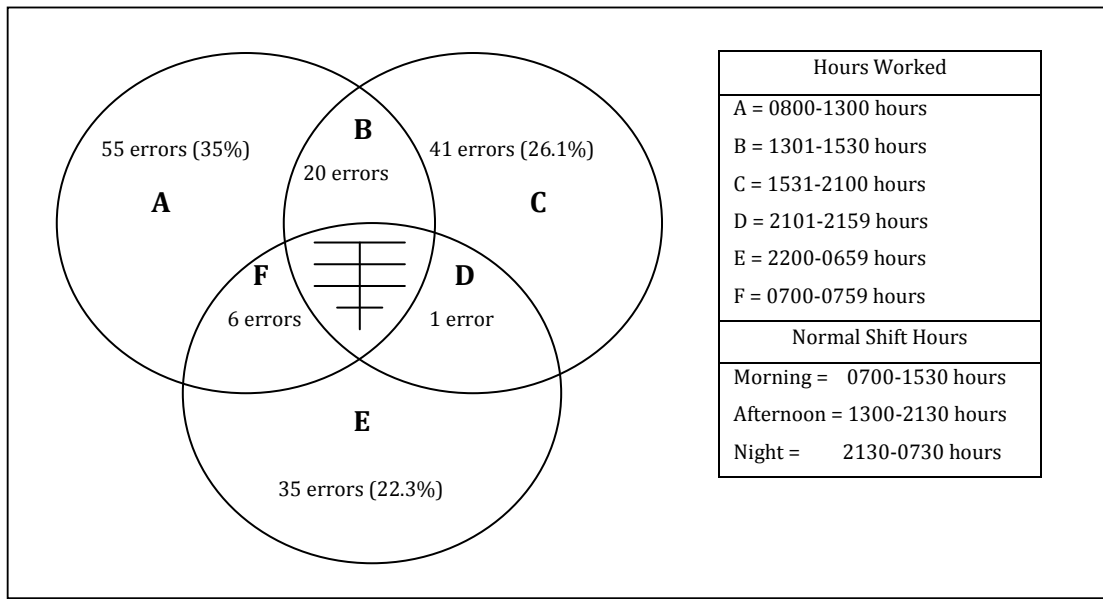 55 errors (35%)
A
B
20 errors
41 errors (26.1%)
C
F
6 errors
D
1 error
E
35 errors (22.3%)
Hours Worked
A = 0800-1300 hours
B = 1301-1530 hours
C = 1531-2100 hours
D = 2101-2159 hours
E = 2200-0659 hours
F = 0700-0759 hours
Normal Shift Hours
Morning = 0700-1530 hours
Afternoon = 1300-2130 hours
Night = 2130-0730 hours